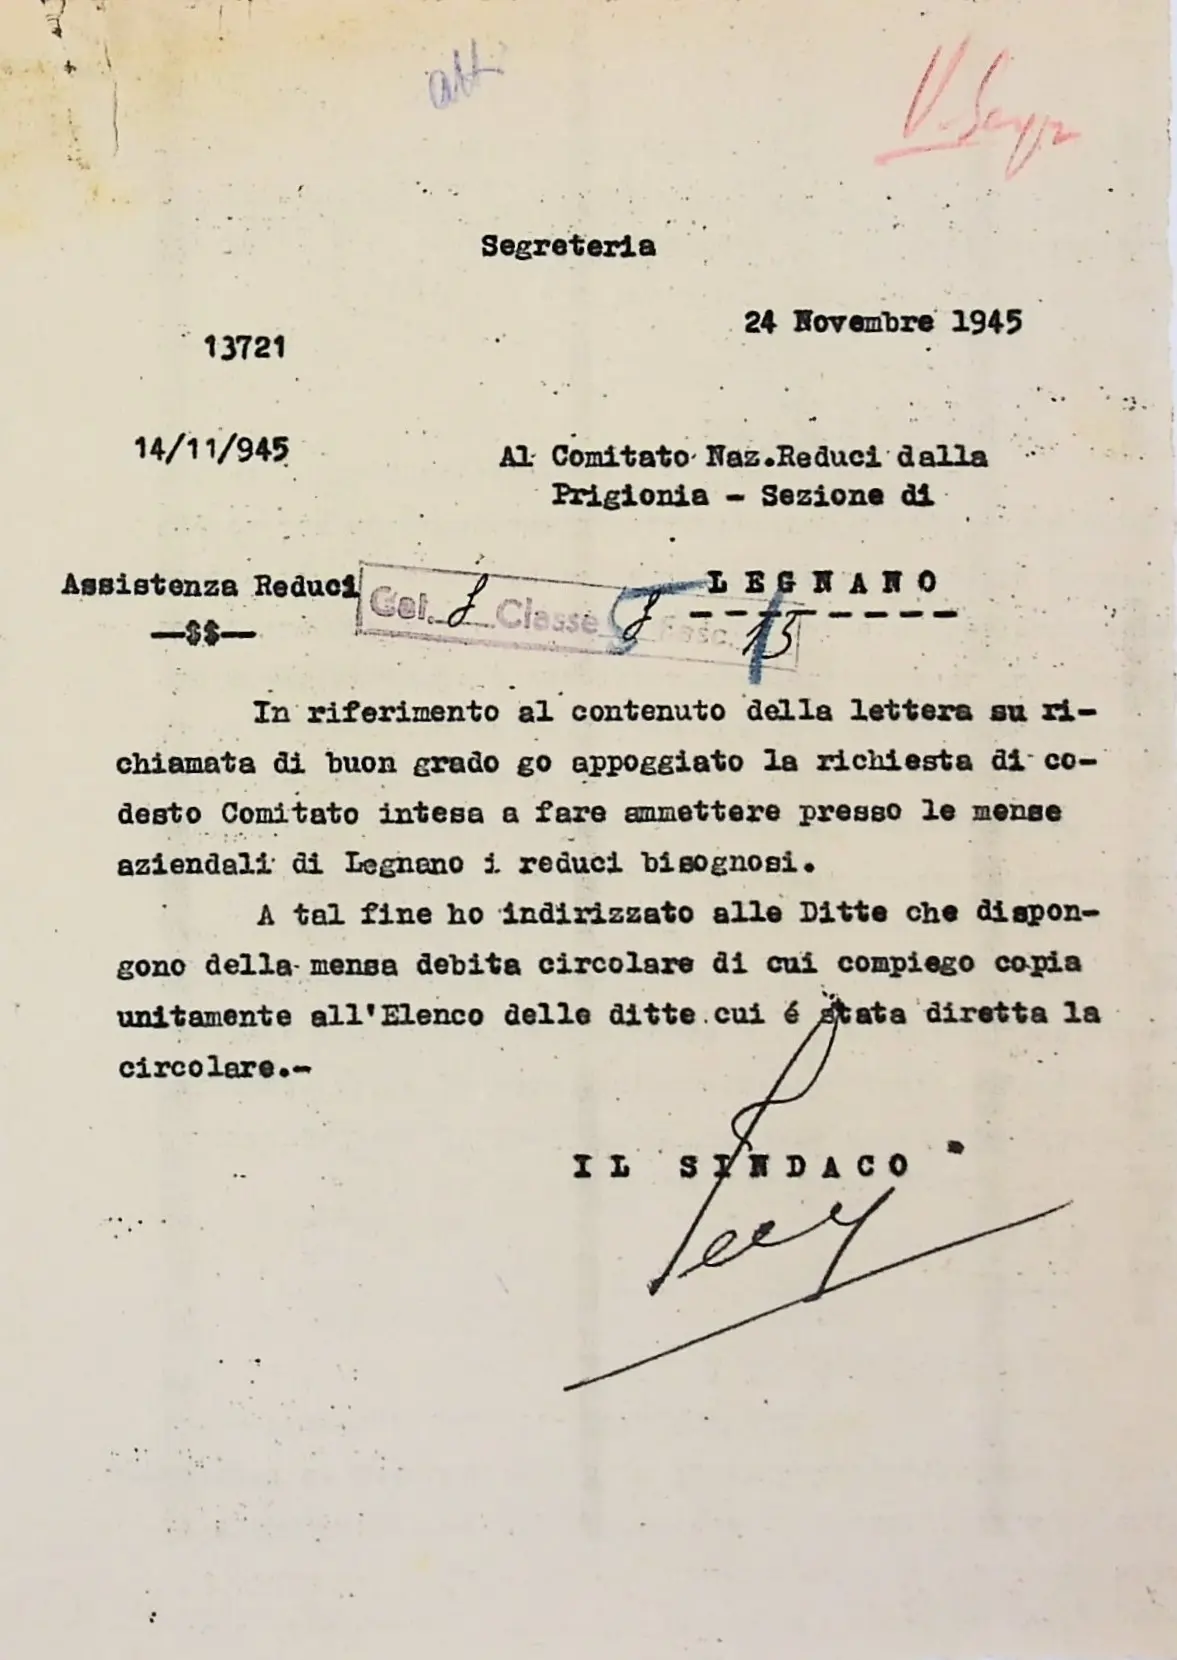 Segreteria
24 Novembre 1945
13721
14/11/945
Al Comitato Naz.Reduci dalla
Prigionia - Sezione di
Assistenza Reduci
LEGNANO
---------
—$$—
Cat. Classe Fasc. 15
In riferimento al contenuto della lettera su ri-
chiamata di buon grado go appoggiato la richiesta di co-
desto Comitato intesa a fare ammettere presso le mense
aziendali di Legnano i reduci bisognosi.
A tal fine ho indirizzato alle Ditte che dispon-
gono della mensa debita circolare di cui compiego copia
unitamente all'Elenco delle ditte cui é stata diretta la
circolare.-
IL SINDACO